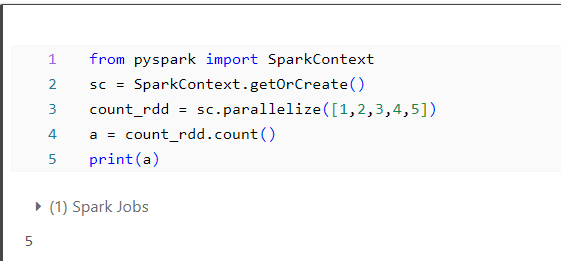 1 from pyspark import SparkContext
2 sc = SparkContext.getOrCreate()
3 count_rdd = sc.parallelize([1,2,3,4,5])
4 a = count_rdd.count()
5 print(a)
(1) Spark Jobs
5